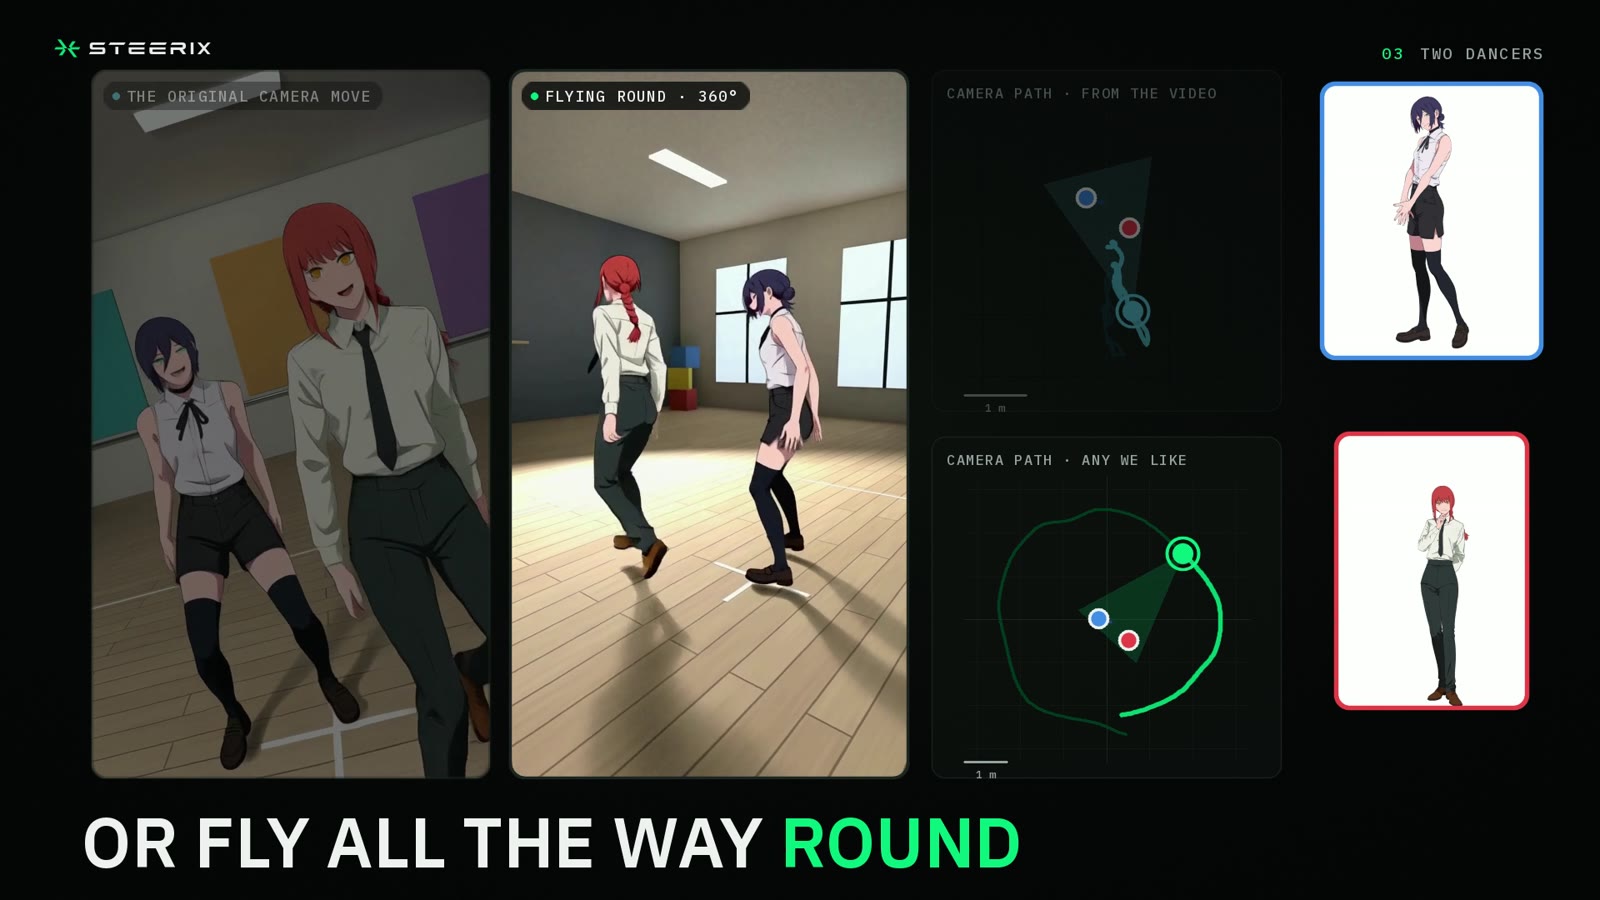 STEERIX
03 TWO DANCERS
THE ORIGINAL CAMERA MOVE
FLYING ROUND · 360°
CAMERA PATH · FROM THE VIDEO
1 m
CAMERA PATH · ANY WE LIKE
1 m
OR FLY ALL THE WAY ROUND